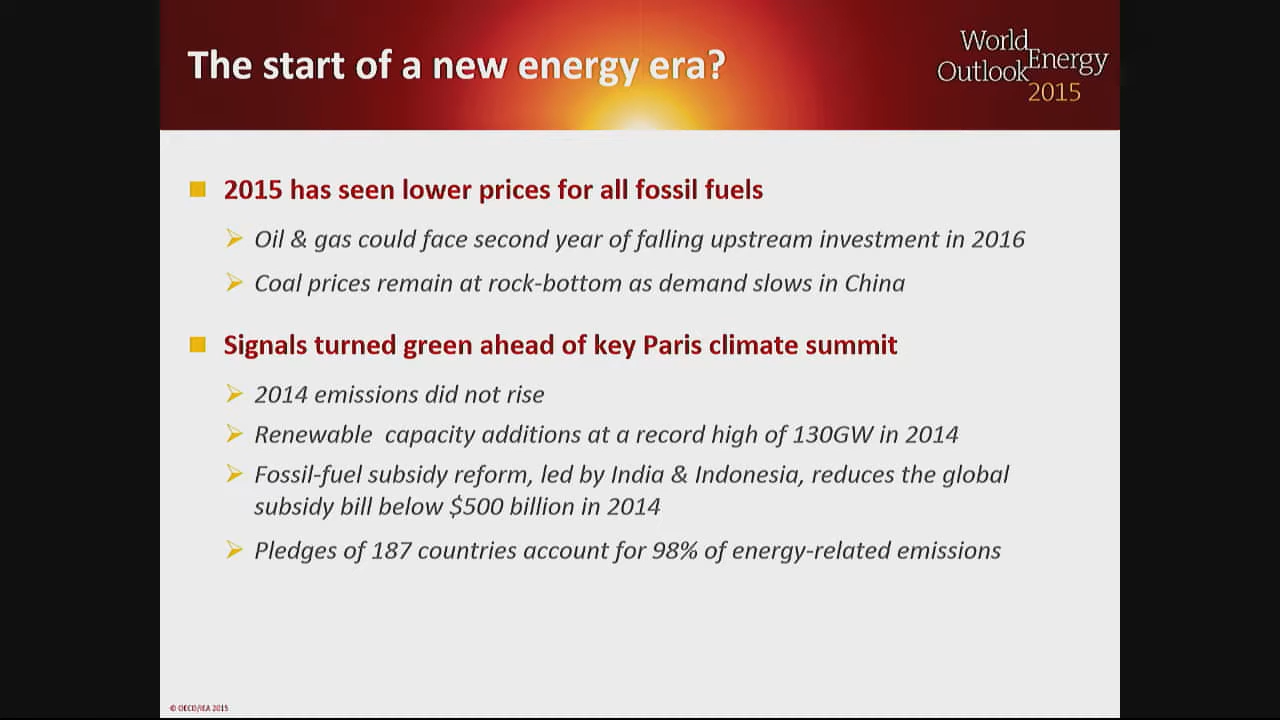 The start of a new energy era?
World Energy
Outlook
2015
2015 has seen lower prices for all fossil fuels
Oil & gas could face second year of falling upstream investment in 2016
Coal prices remain at rock-bottom as demand slows in China
Signals turned green ahead of key Paris climate summit
2014 emissions did not rise
Renewable  capacity additions at a record high of 130GW in 2014
Fossil-fuel subsidy reform, led by India & Indonesia, reduces the global
subsidy bill below $500 billion in 2014
Pledges of 187 countries account for 98% of energy-related emissions
© OECD/IEA 2015